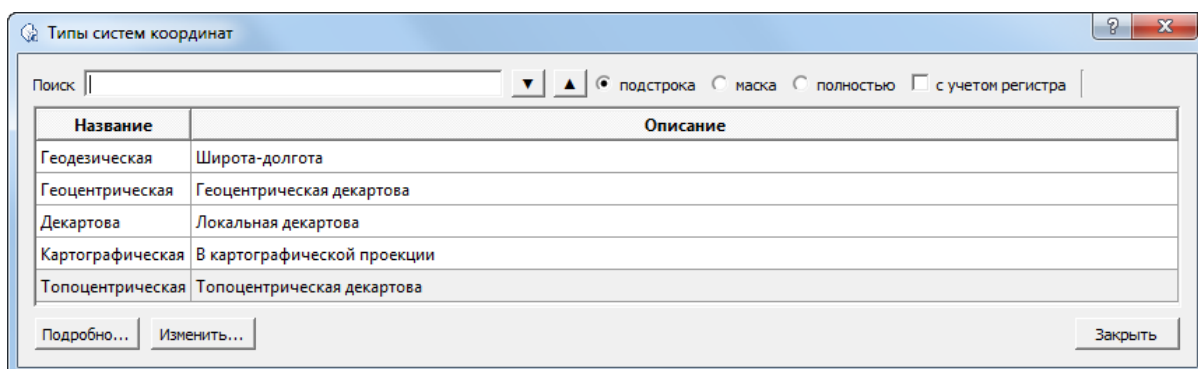 Типы систем координат
Поиск ▼ ▲ подстрока маска полностью с учетом регистра
Название Описание
Геодезическая Широта-долгота
Геоцентрическая Геоцентрическая декартова
Декартова Локальная декартова
Картографическая В картографической проекции
Топоцентрическая Топоцентрическая декартова
Подробно... Изменить... Закрыть